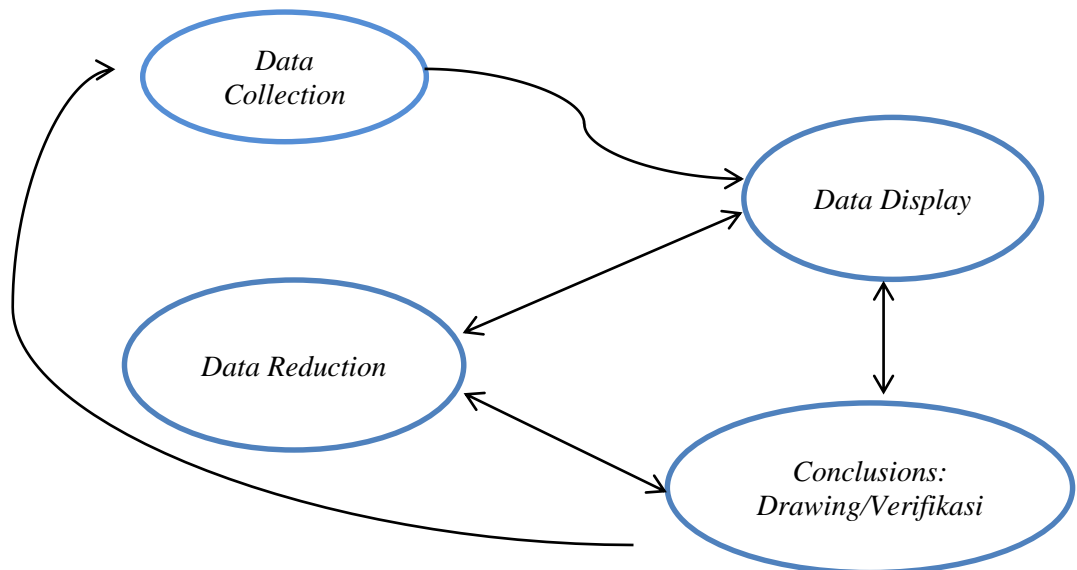 Data
Collection
Data Display
Data Reduction
Conclusions:
Drawing/Verifikasi